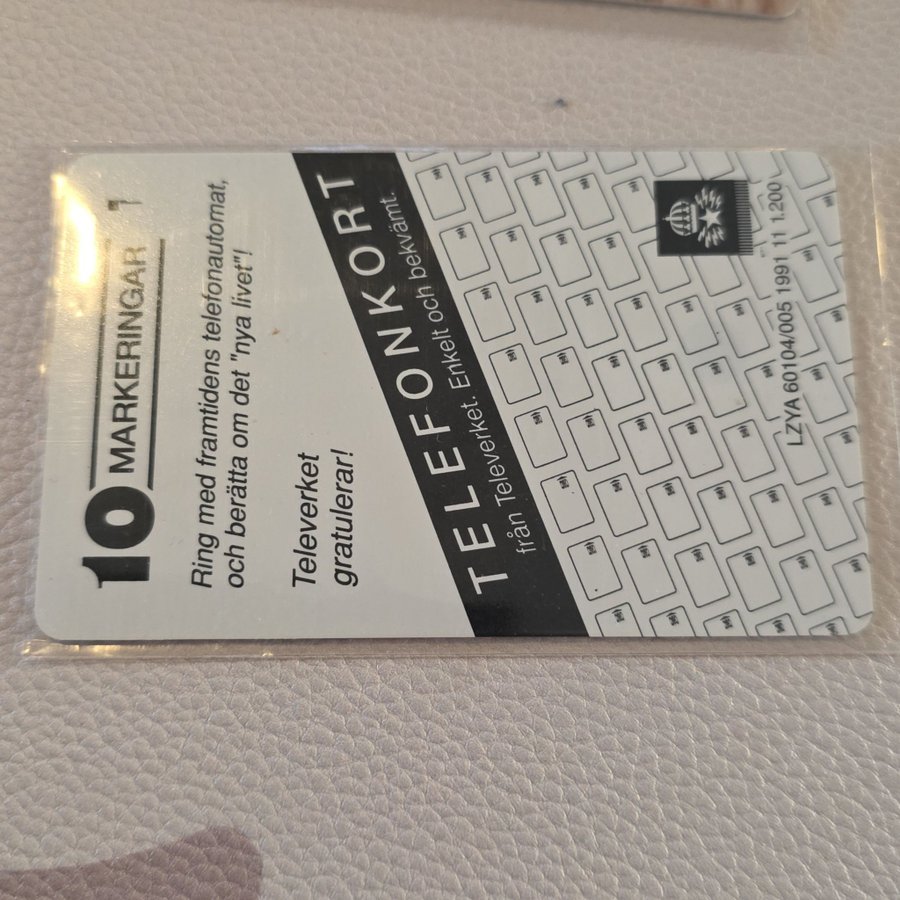 10 MARKERINGAR 1
Ring med framtidens telefonautomat,
och berätta om det "nya livet"!
Televerket
gratulerar!
TELEFONKORT
från Televerket. Enkelt och bekvämt.
LZYA 60104/005 1991 11 1.200